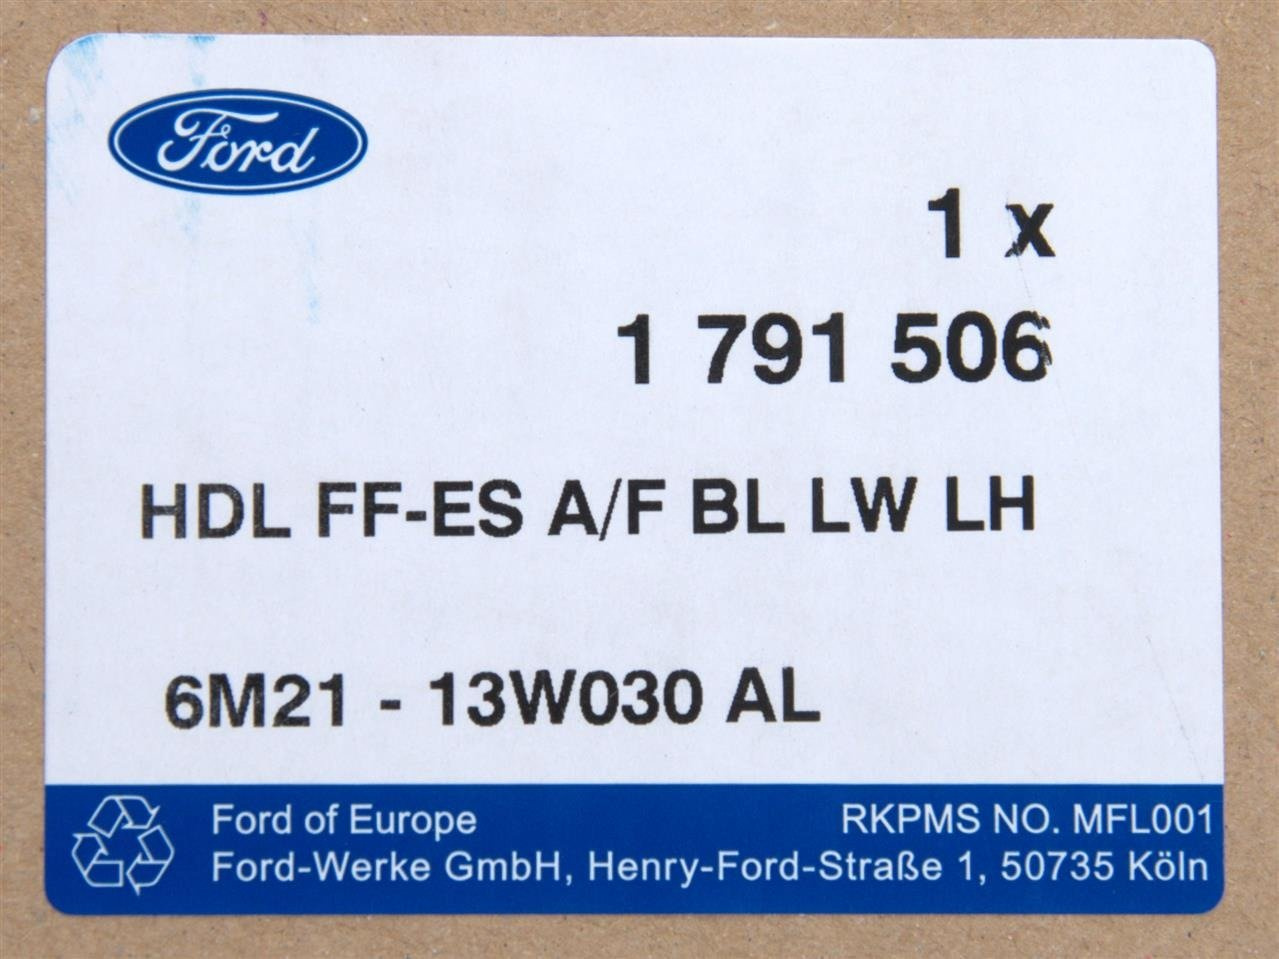 Ford
1 x
1 791 506
HDL FF-ES A/F BL LW LH
6M21 - 13W030 AL
Ford of Europe
RKPMS NO. MFL001
Ford-Werke GmbH, Henry-Ford-Straße 1, 50735 Köln